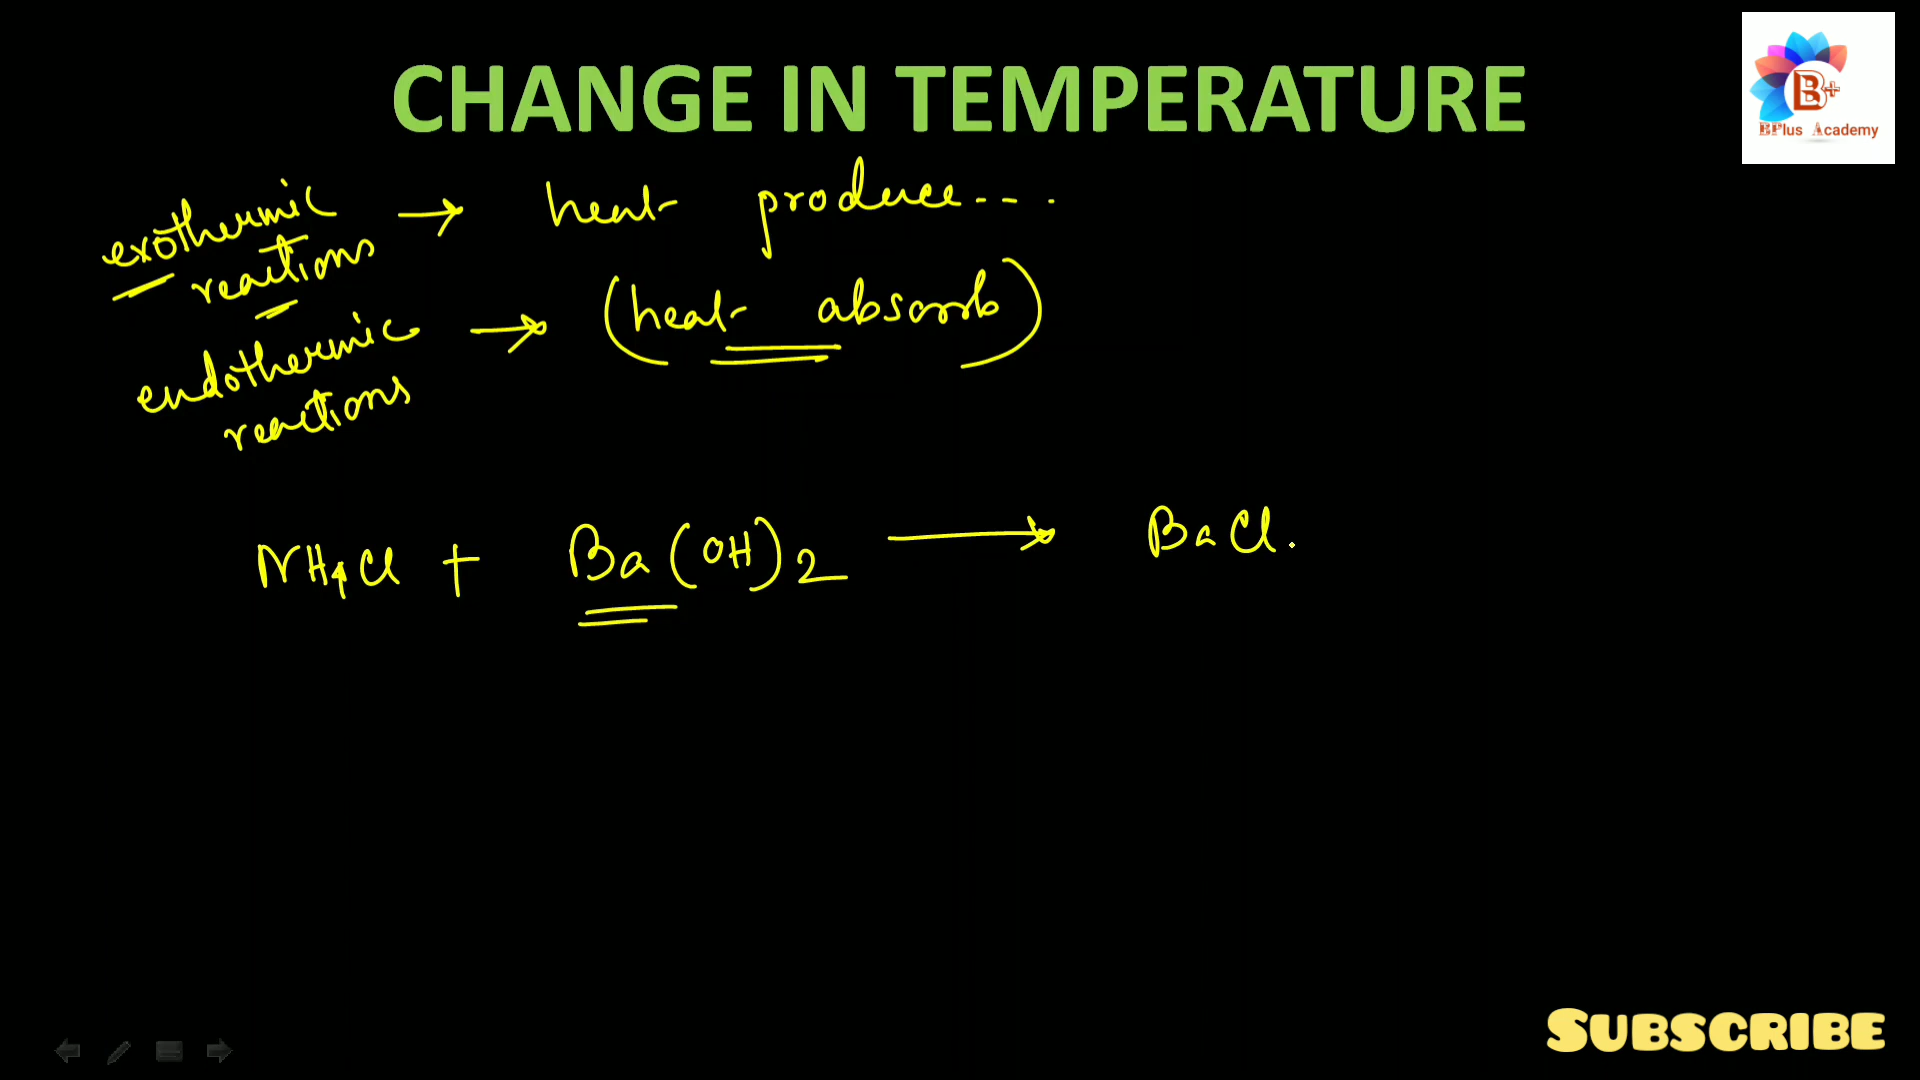 CHANGE IN TEMPERATURE
B+
BPlus Academy
exothermic reactions → heat produce--.
endothermic reactions → (heat absorb)
NH4Cl + Ba(OH)2 → BaCl.
SUBSCRIBE